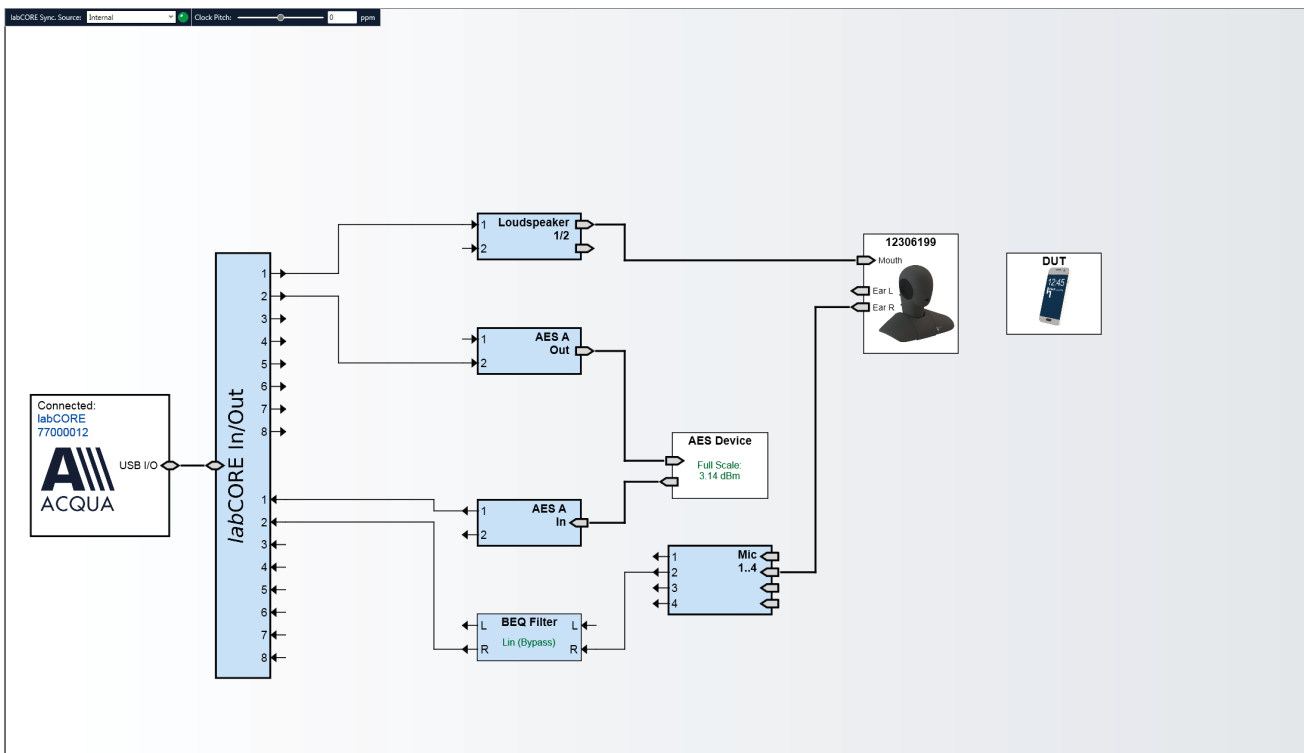 labCORE Sync. Source: Internal Clock Pitch: 0 ppm
Loudspeaker
1/2
1
2
12306199
Mouth
Ear L
Ear R
DUT
12:45
labCORE In/Out
1
2
3
4
5
6
7
8
1
2
3
4
5
6
7
8
AES A
Out
1
2
Connected:
labCORE
77000012
USB I/O
ACQUA
AES Device
Full Scale:
3.14 dBm
AES A
In
1
2
Mic
1..4
1
2
3
4
BEQ Filter
Lin (Bypass)
L
L
R
R